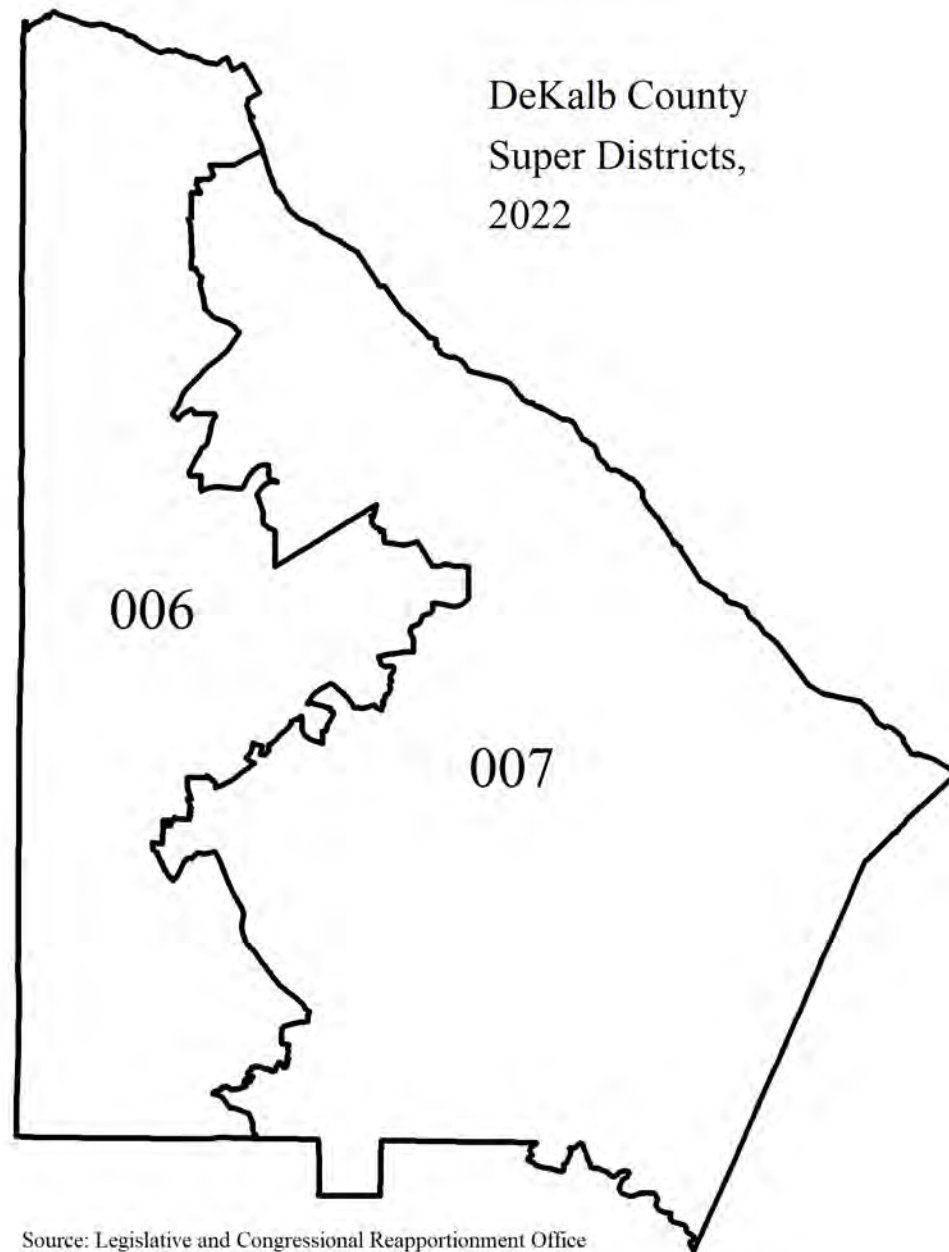 DeKalb County
Super Districts,
2022
006
007
Source: Legislative and Congressional Reapportionment Office